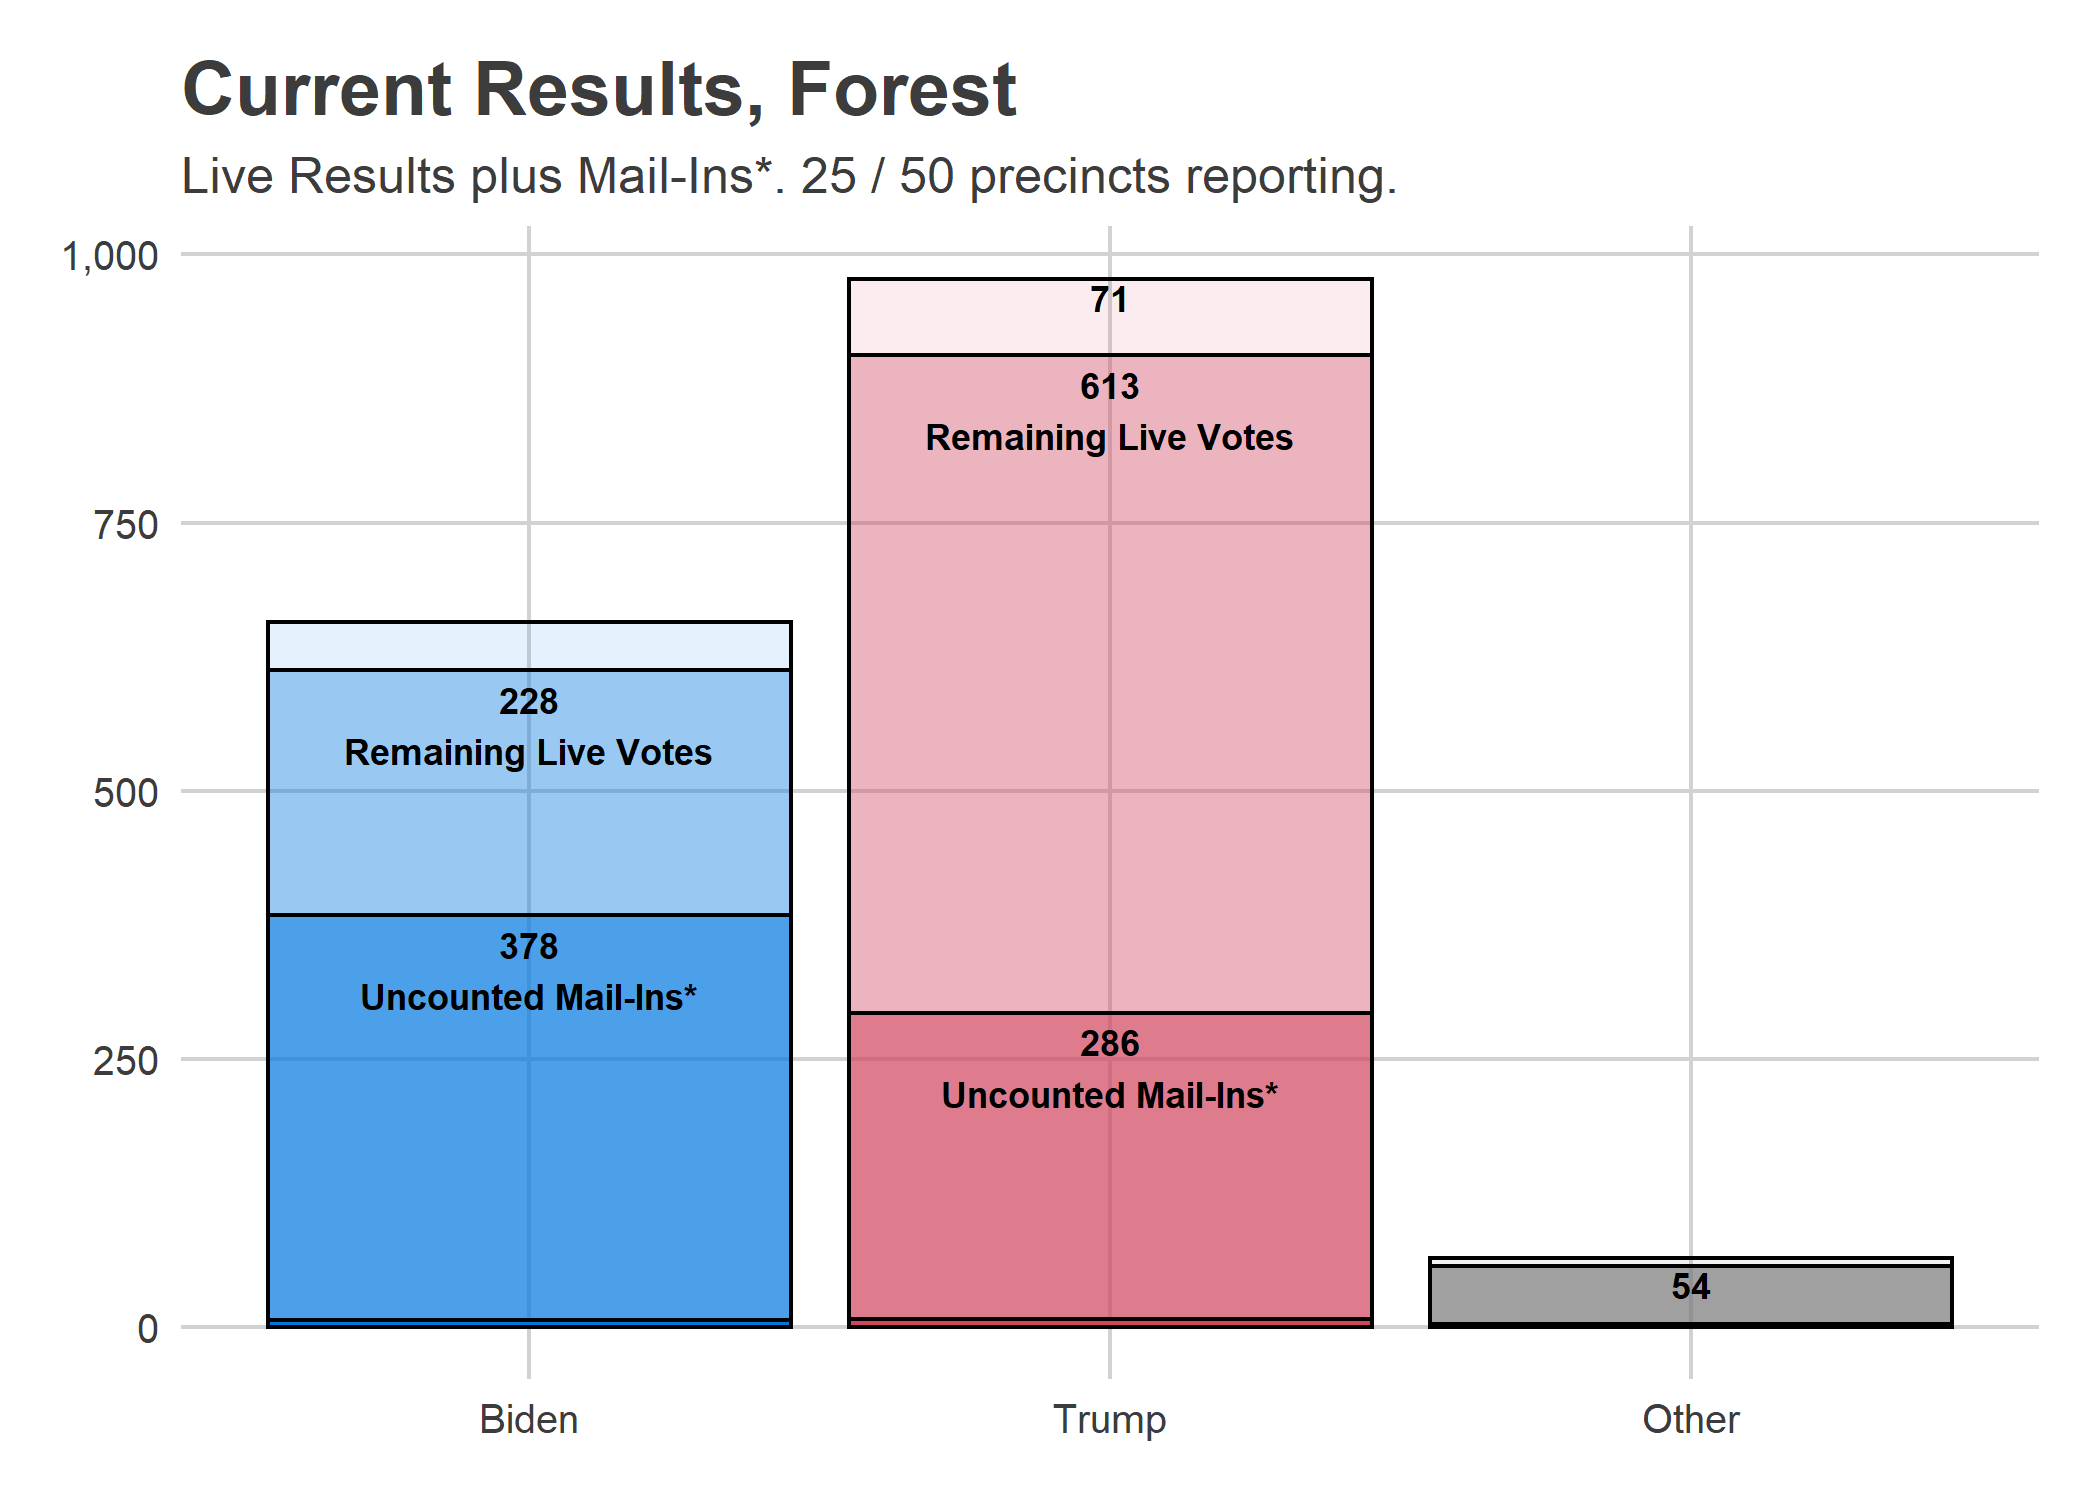 Current Results, Forest
Live Results plus Mail-Ins*. 25 / 50 precincts reporting.
1,000
750
500
250
0
228
Remaining Live Votes
378
Uncounted Mail-Ins*
71
613
Remaining Live Votes
286
Uncounted Mail-Ins*
54
Biden
Trump
Other